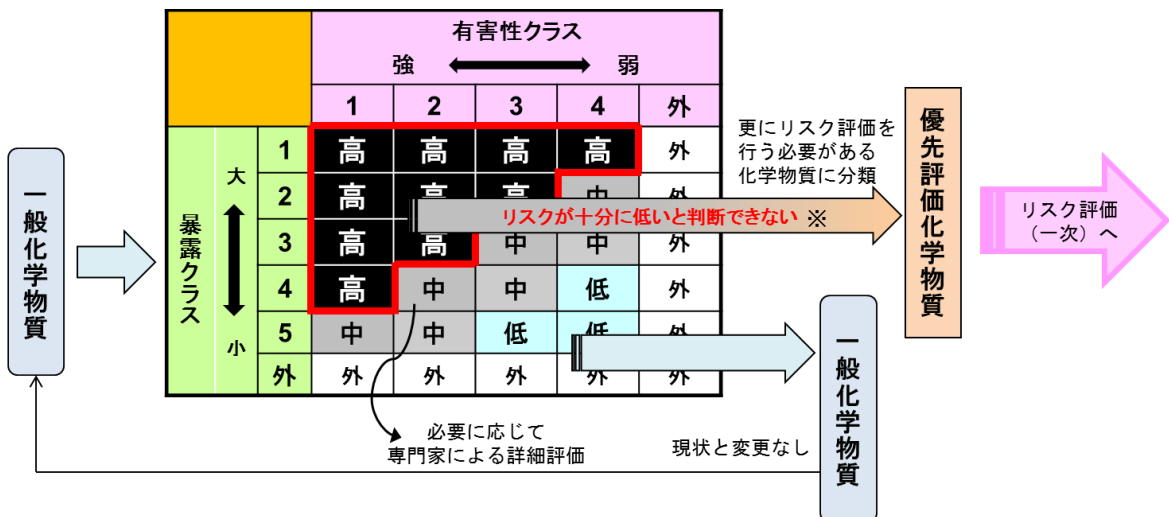 一般化学物質
有害性クラス
強 弱
1 2 3 4 外
暴露クラス
大
小
1 高 高 高 高 外
2 高 高 高 中 外
リスクが十分に低いと判断できない ※
3 高 高 中 中 外
4 高 中 中 低 外
5 中 中 低 低 外
外 外 外 外 外 外
必要に応じて
専門家による詳細評価
更にリスク評価を
行う必要がある
化学物質に分類
優先評価化学物質
リスク評価
（一次）へ
一般化学物質
現状と変更なし